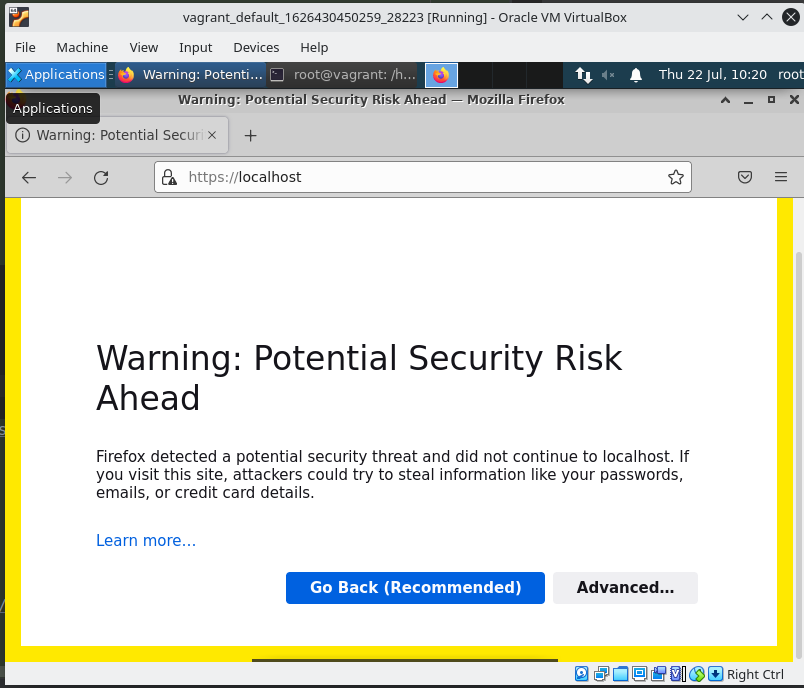 vagrant_default_1626430450259_28223 [Running] - Oracle VM VirtualBox
File Machine View Input Devices Help
Applications Warning: Potenti... root@vagrant: /h... Thu 22 Jul, 10:20 root
Applications
Warning: Potential Security Risk Ahead — Mozilla Firefox
Warning: Potential Securi
https://localhost
Warning: Potential Security Risk
Ahead
Firefox detected a potential security threat and did not continue to localhost. If
you visit this site, attackers could try to steal information like your passwords,
emails, or credit card details.
Learn more…
Go Back (Recommended) Advanced…
Right Ctrl